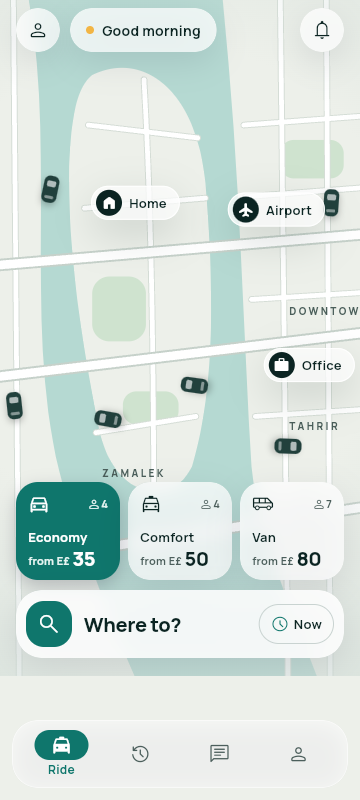 Good morning
Home
Airport
DOWNTOW
Office
TAHRIR
ZAMALEK
4
4
7
Economy
Comfort
Van
from E£ 35
from E£ 50
from E£ 80
Where to?
Now
Ride